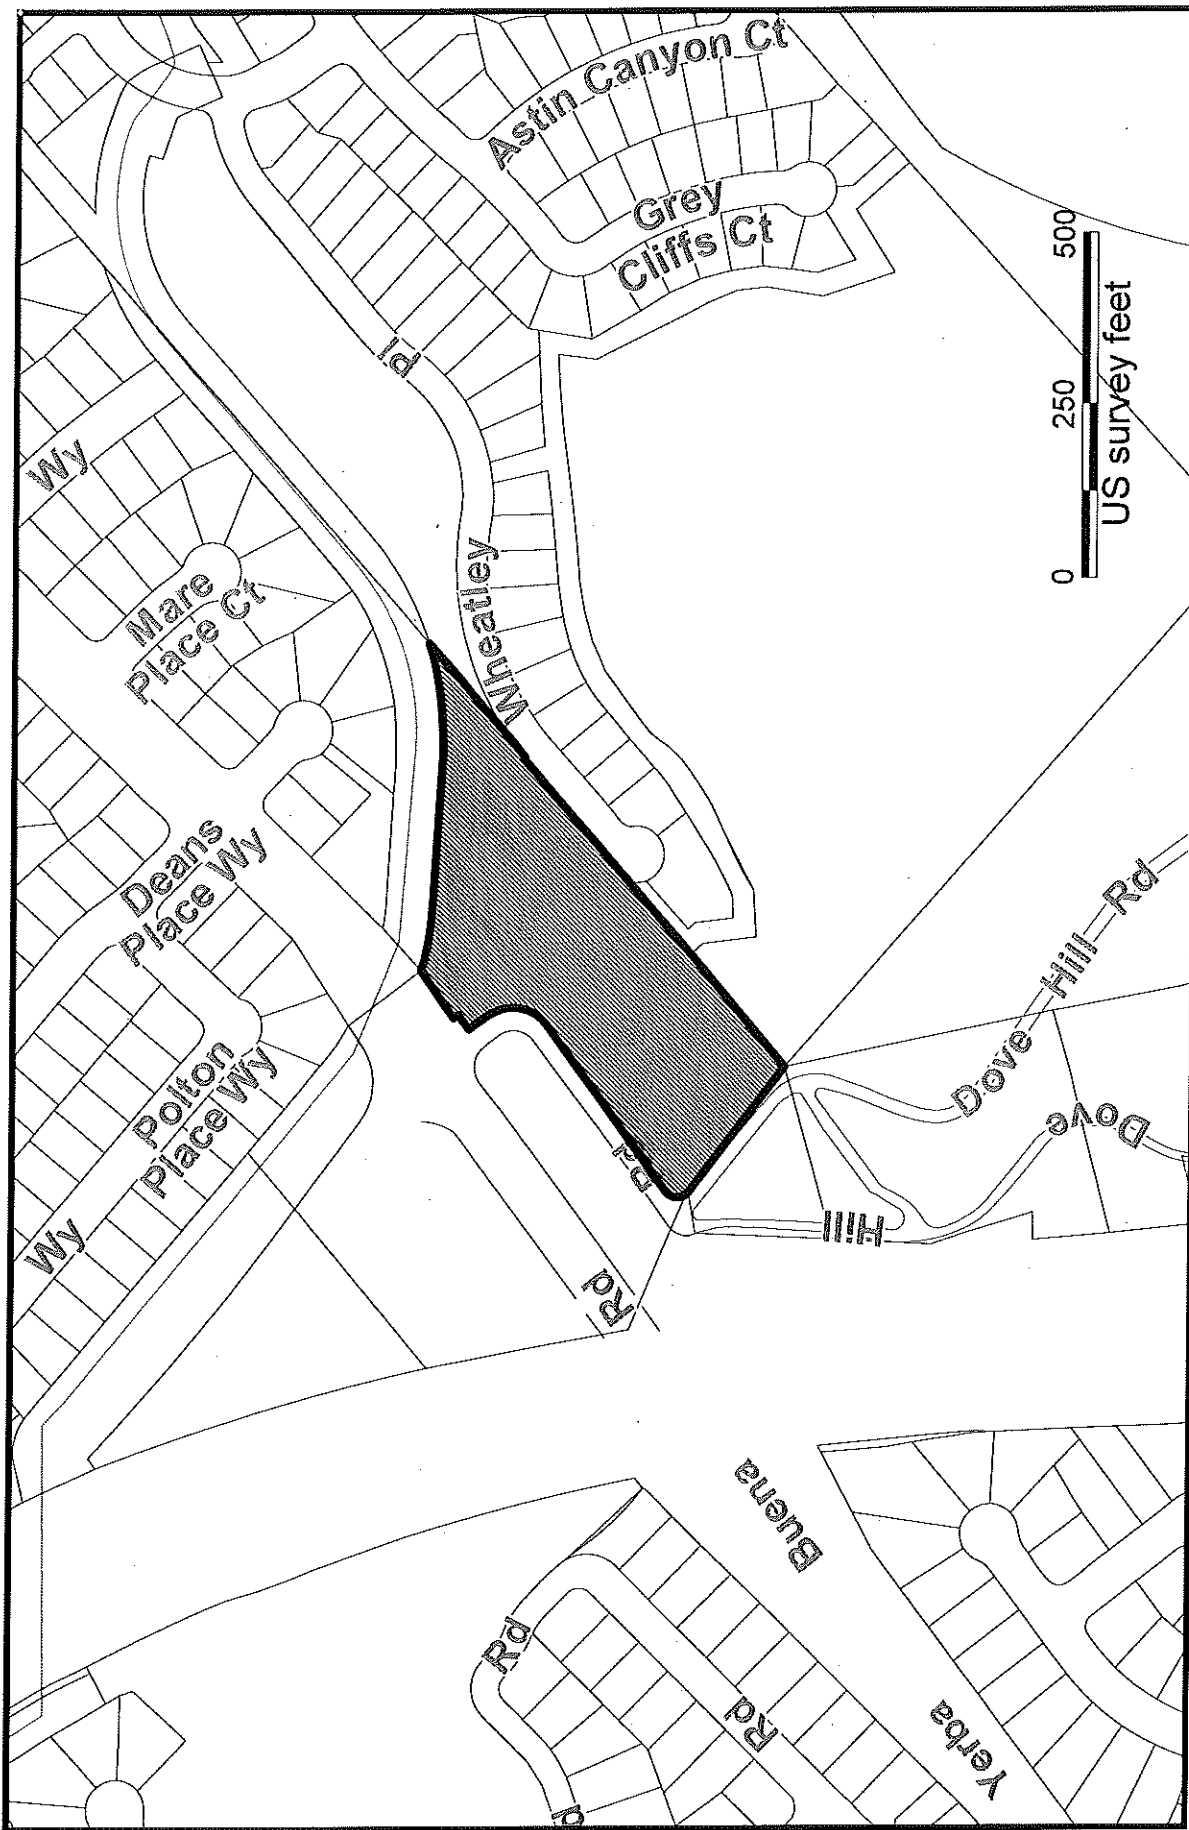 Astin Canyon Ct
Grey
Cliffs Ct
Wy
Rd
Mare
Place Ct
Wheatley
0 250 500
US survey feet
Deans
Place Wy
Polton
Place Wy
Wy
Rd
Rd
Dove Hill Rd
Dove
Hill
Buena
Yerba
Rd
Rd